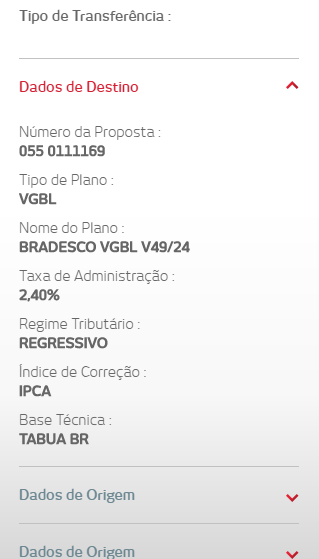 Tipo de Transferência :
Dados de Destino
Número da Proposta :
055 0111169
Tipo de Plano :
VGBL
Nome do Plano :
BRADESCO VGBL V49/24
Taxa de Administração :
2,40%
Regime Tributário :
REGRESSIVO
Índice de Correção :
IPCA
Base Técnica :
TABUA BR
Dados de Origem
Dados de Origem